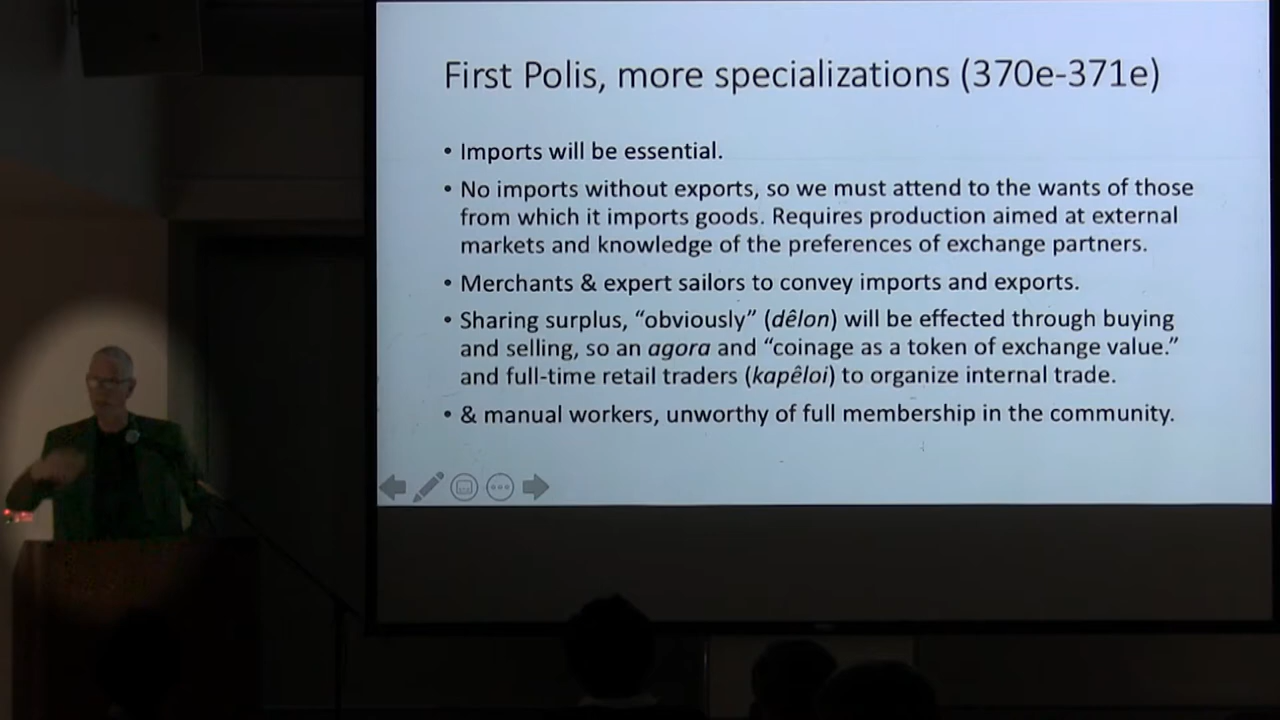 First Polis, more specializations (370e-371e)
• Imports will be essential.
• No imports without exports, so we must attend to the wants of those
from which it imports goods. Requires production aimed at external
markets and knowledge of the preferences of exchange partners.
• Merchants & expert sailors to convey imports and exports.
• Sharing surplus, “obviously” (dêlon) will be effected through buying
and selling, so an agora and “coinage as a token of exchange value.”
and full-time retail traders (kapêloi) to organize internal trade.
• & manual workers, unworthy of full membership in the community.